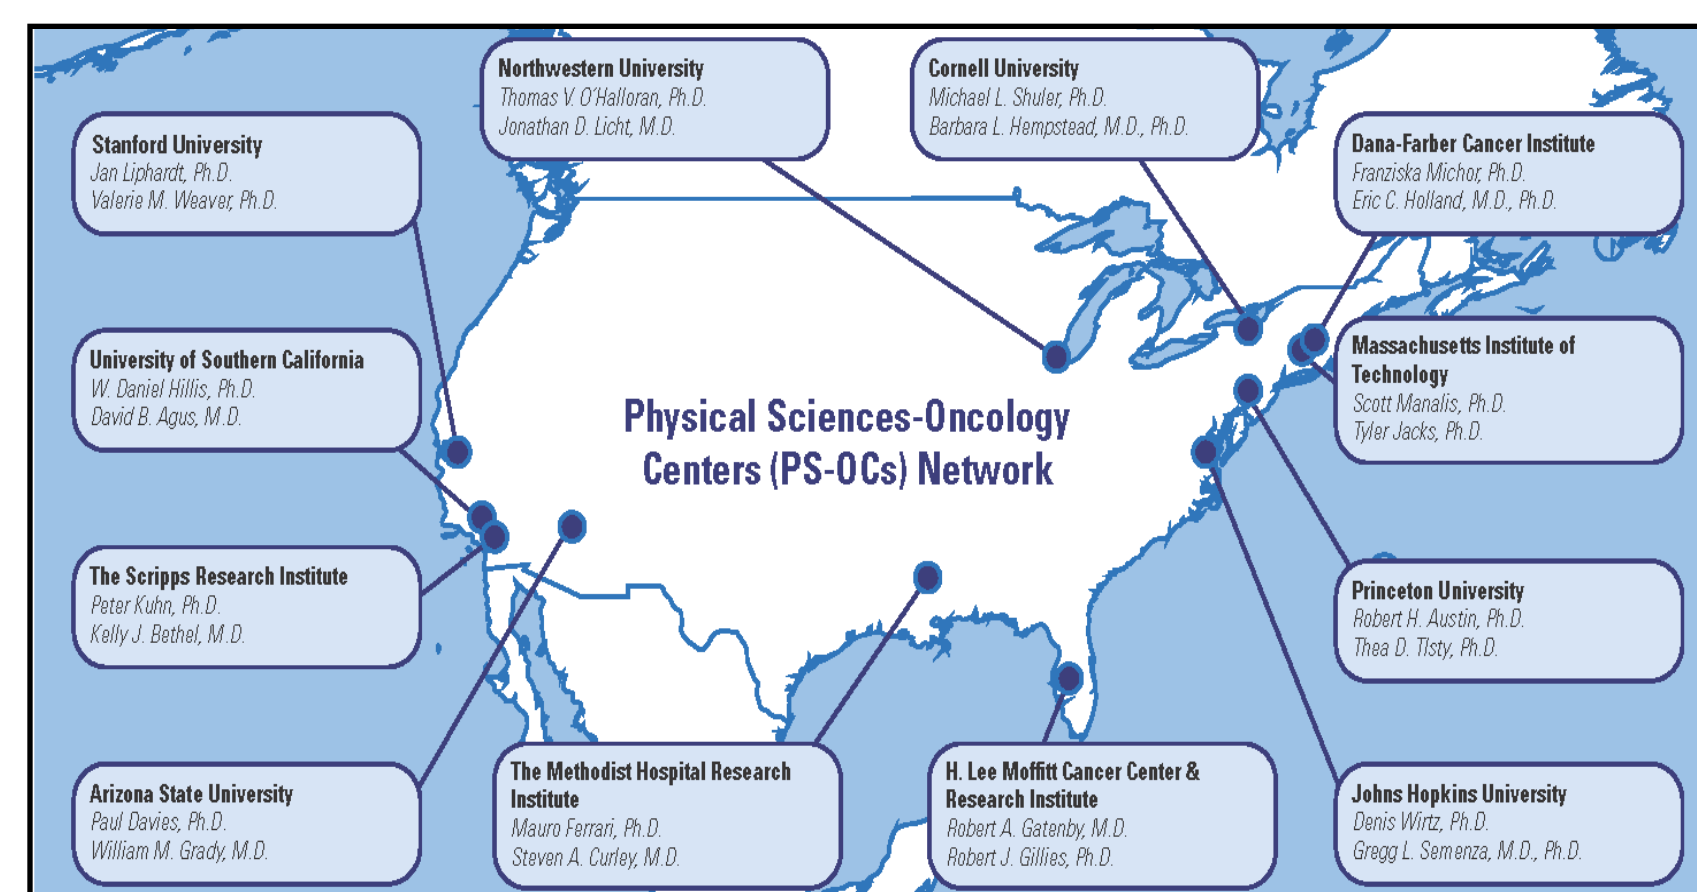 Northwestern University
Thomas V. O'Halloran, Ph.D.
Jonathan D. Licht, M.D.
Cornell University
Michael L. Shuler, Ph.D.
Barbara L. Hempstead, M.D., Ph.D.
Stanford University
Jan Liphardt, Ph.D.
Valerie M. Weaver, Ph.D.
Dana-Farber Cancer Institute
Franziska Michor, Ph.D.
Eric C. Holland, M.D., Ph.D.
University of Southern California
W. Daniel Hillis, Ph.D.
David B. Agus, M.D.
Massachusetts Institute of
Technology
Scott Manalis, Ph.D.
Tyler Jacks, Ph.D.
Physical Sciences-Oncology
Centers (PS-OCs) Network
The Scripps Research Institute
Peter Kuhn, Ph.D.
Kelly J. Bethel, M.D.
Princeton University
Robert H. Austin, Ph.D.
Thea D. Tlsty, Ph.D.
Arizona State University
Paul Davies, Ph.D.
William M. Grady, M.D.
The Methodist Hospital Research
Institute
Mauro Ferrari, Ph.D.
Steven A. Curley, M.D.
H. Lee Moffitt Cancer Center &
Research Institute
Robert A. Gatenby, M.D.
Robert J. Gillies, Ph.D.
Johns Hopkins University
Denis Wirtz, Ph.D.
Gregg L. Semenza, M.D., Ph.D.